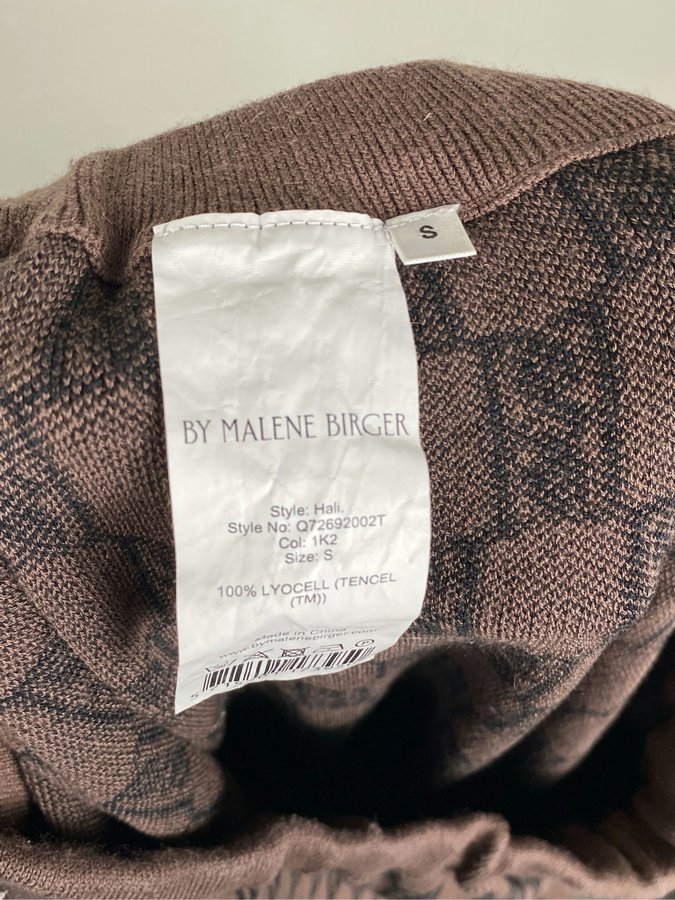 S
BY MALENE BIRGER
Style: Hali.
Style No: Q72692002T
Col: 1K2
Size: S
100% LYOCELL (TENCEL
(TM))
Made in China
www.bymalenebirger.com